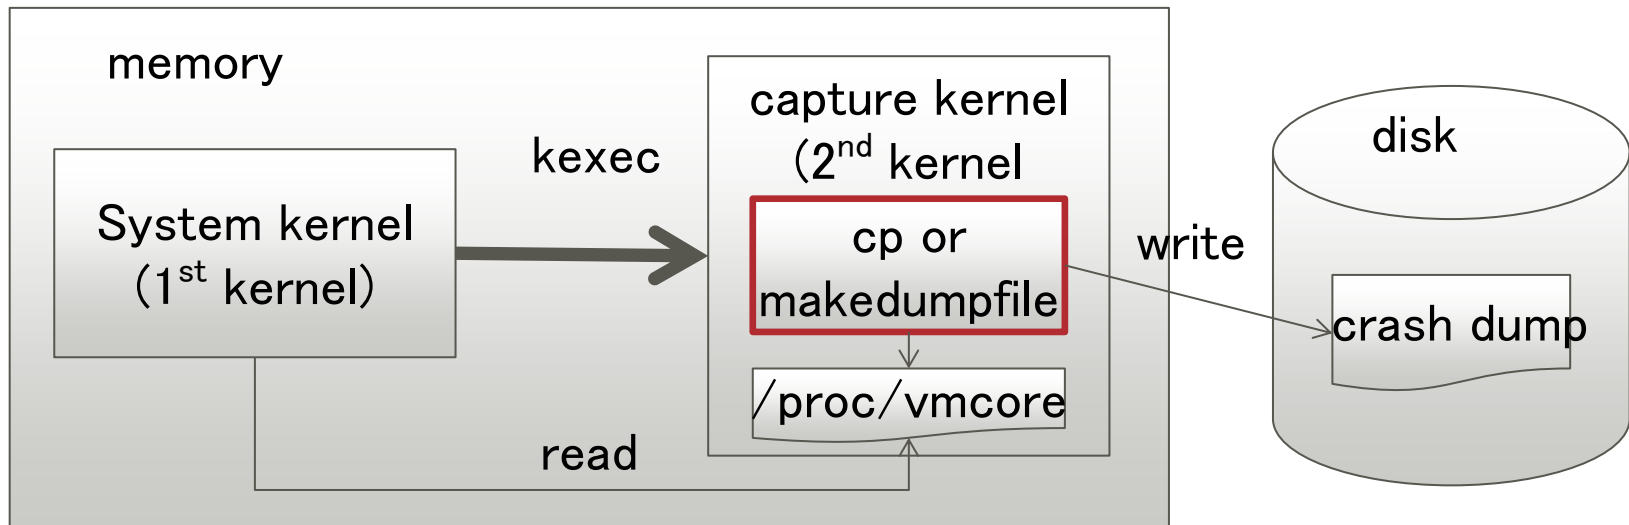 memory
System kernel
(1st kernel)
kexec
capture kernel
(2nd kernel
cp or
makedumpfile
/proc/vmcore
read
write
disk
crash dump